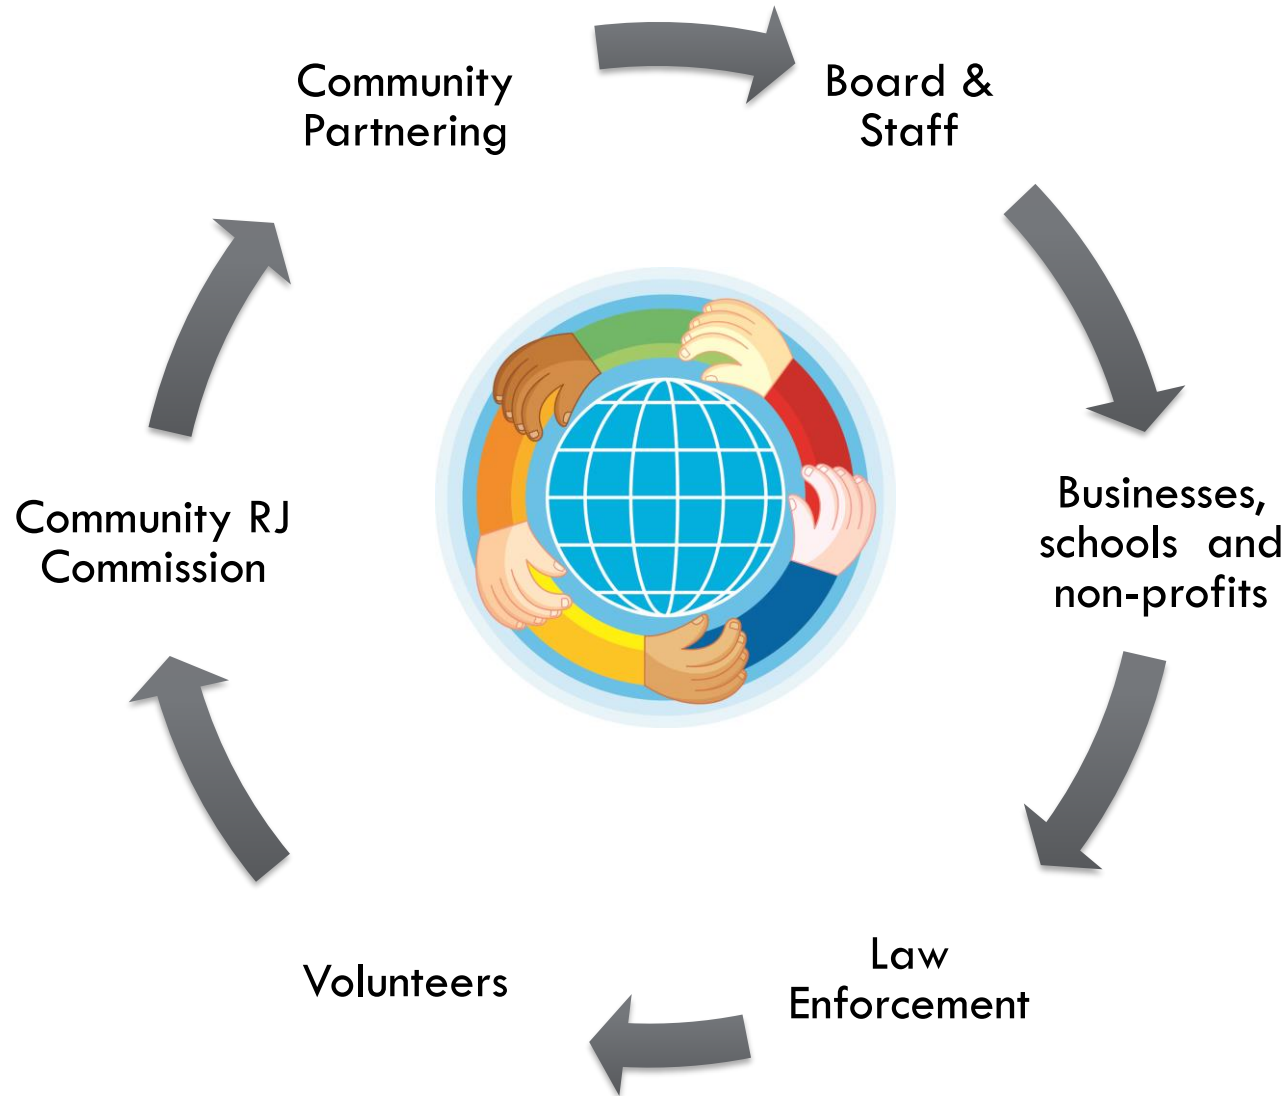 Community
Partnering
Board &
Staff
Businesses,
schools and
non-profits
Law
Enforcement
Volunteers
Community RJ
Commission